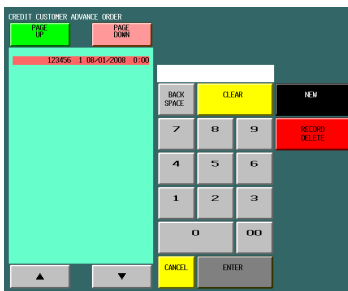 CREDIT CUSTOMER ADVANCE ORDER
PAGE UP
PAGE DOWN
123456 1 08/01/2008 0:00
BACK SPACE
CLEAR
NEW
7 8 9
RECORD DELETE
4 5 6
1 2 3
0 00
CANCEL
ENTER